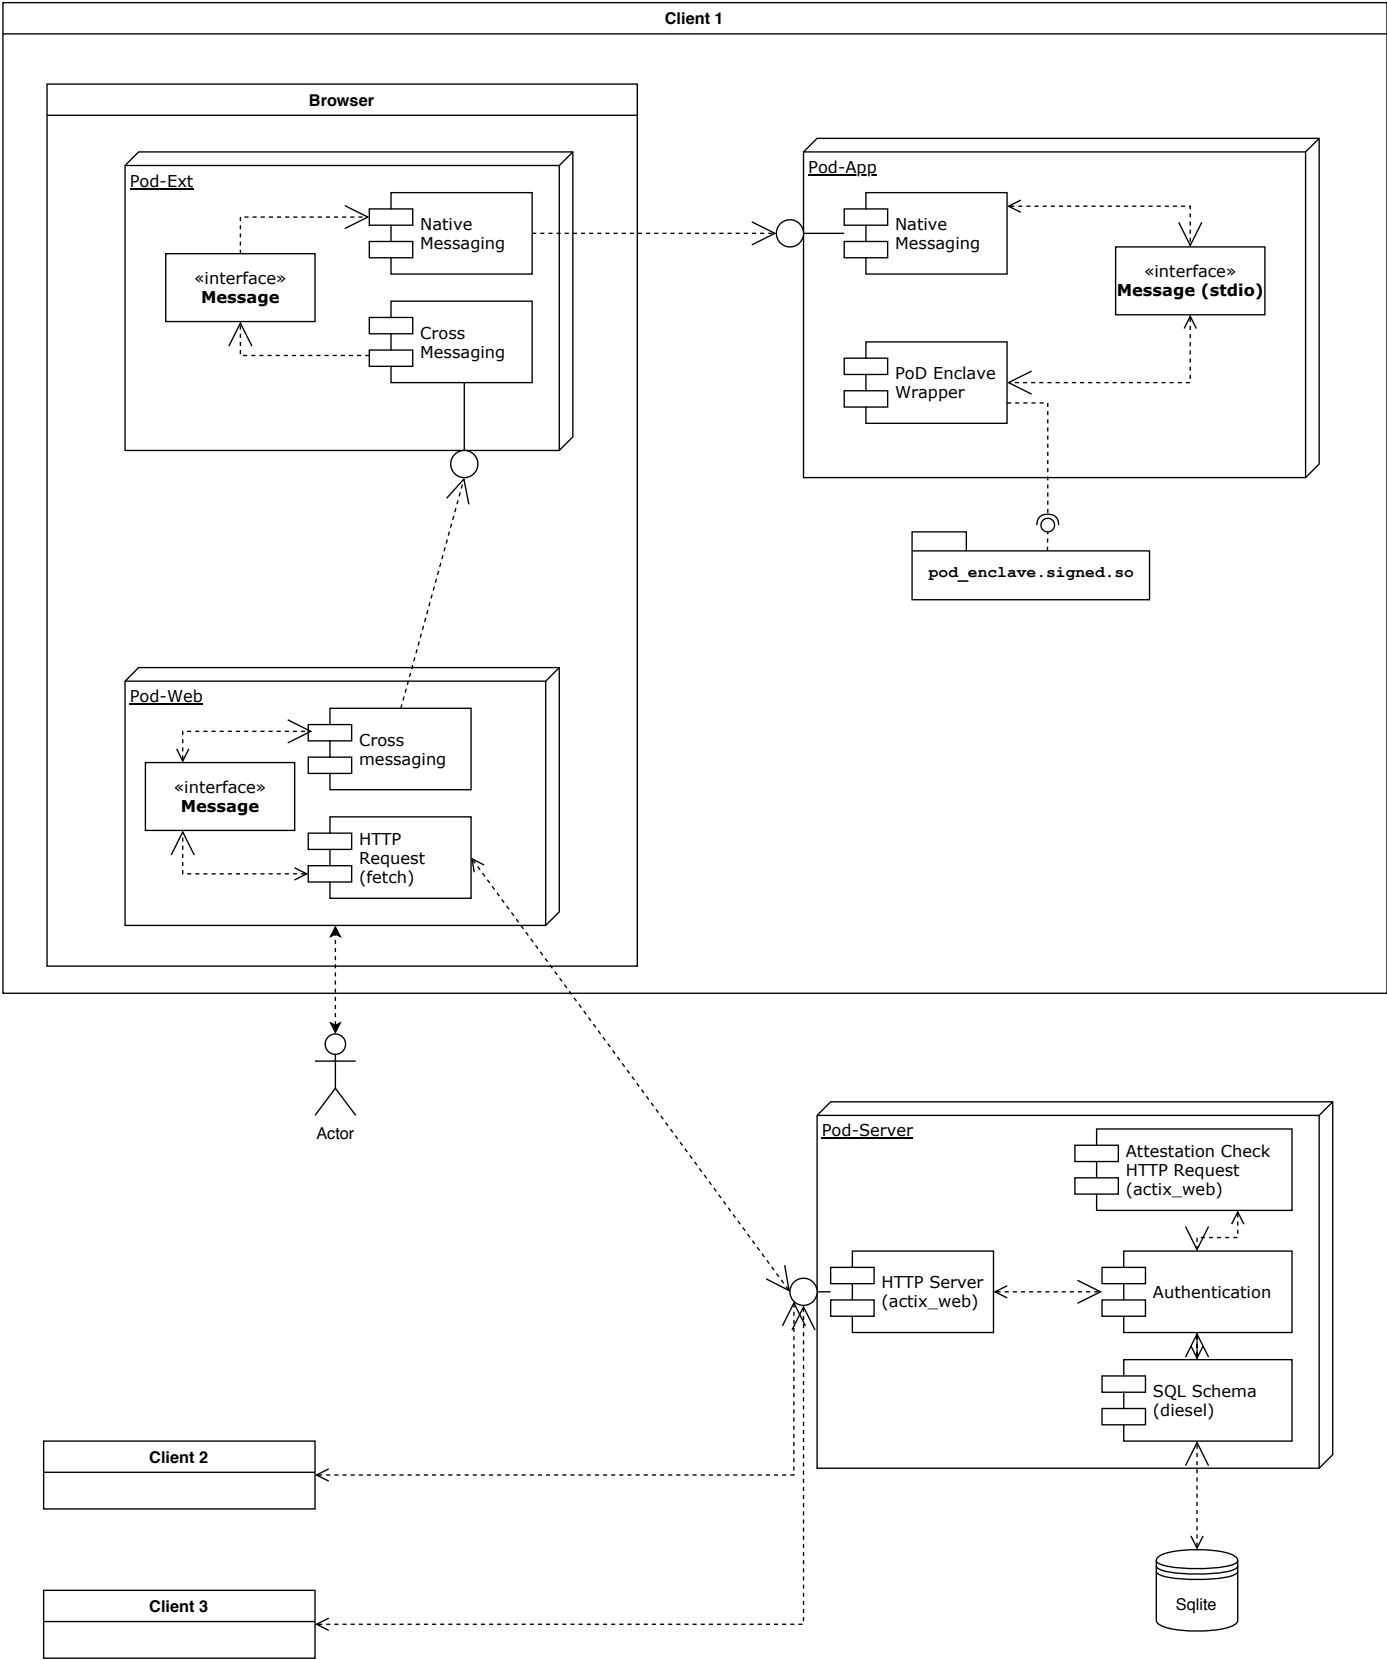 Client 1
Browser
Pod-Ext
Native
Messaging
«interface»
Message
Cross
Messaging
Pod-App
Native
Messaging
«interface»
Message (stdio)
PoD Enclave
Wrapper
pod_enclave.signed.so
Pod-Web
Cross
messaging
«interface»
Message
HTTP
Request
(fetch)
Actor
Pod-Server
Attestation Check
HTTP Request
(actix_web)
HTTP Server
(actix_web)
Authentication
SQL Schema
(diesel)
Client 2
Client 3
Sqlite